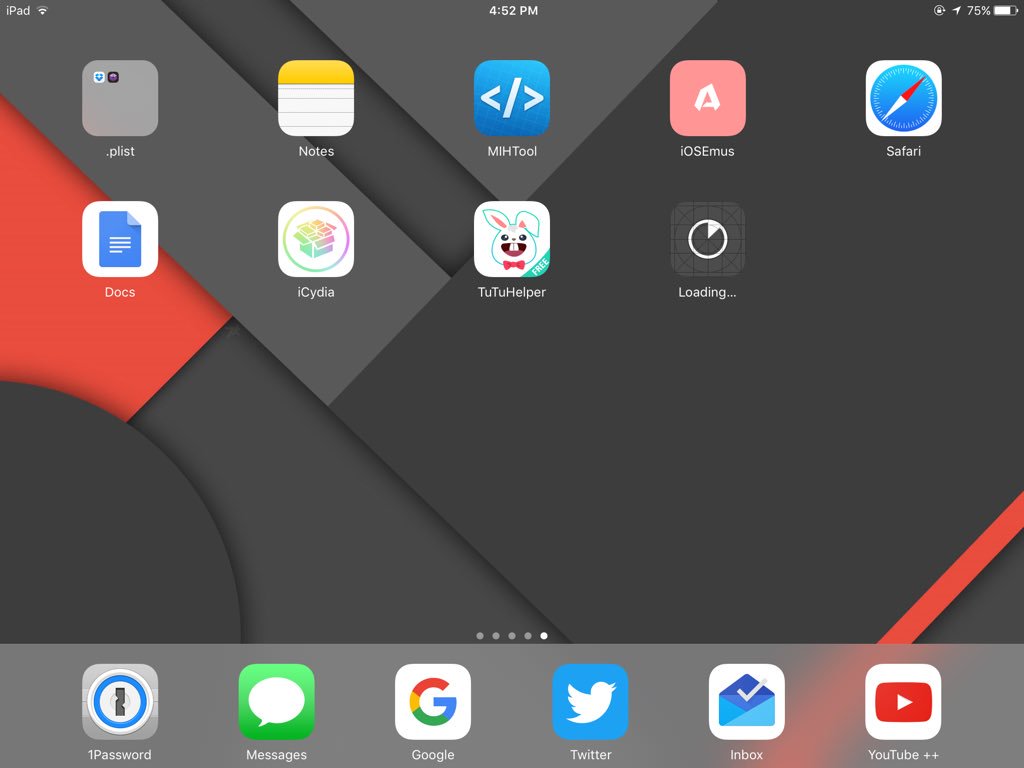 iPad 4:52 PM 75%
.plist Notes MIHTool iOSEmus Safari
FREE
Docs iCydia TuTuHelper Loading...
1Password Messages Google Twitter Inbox YouTube ++